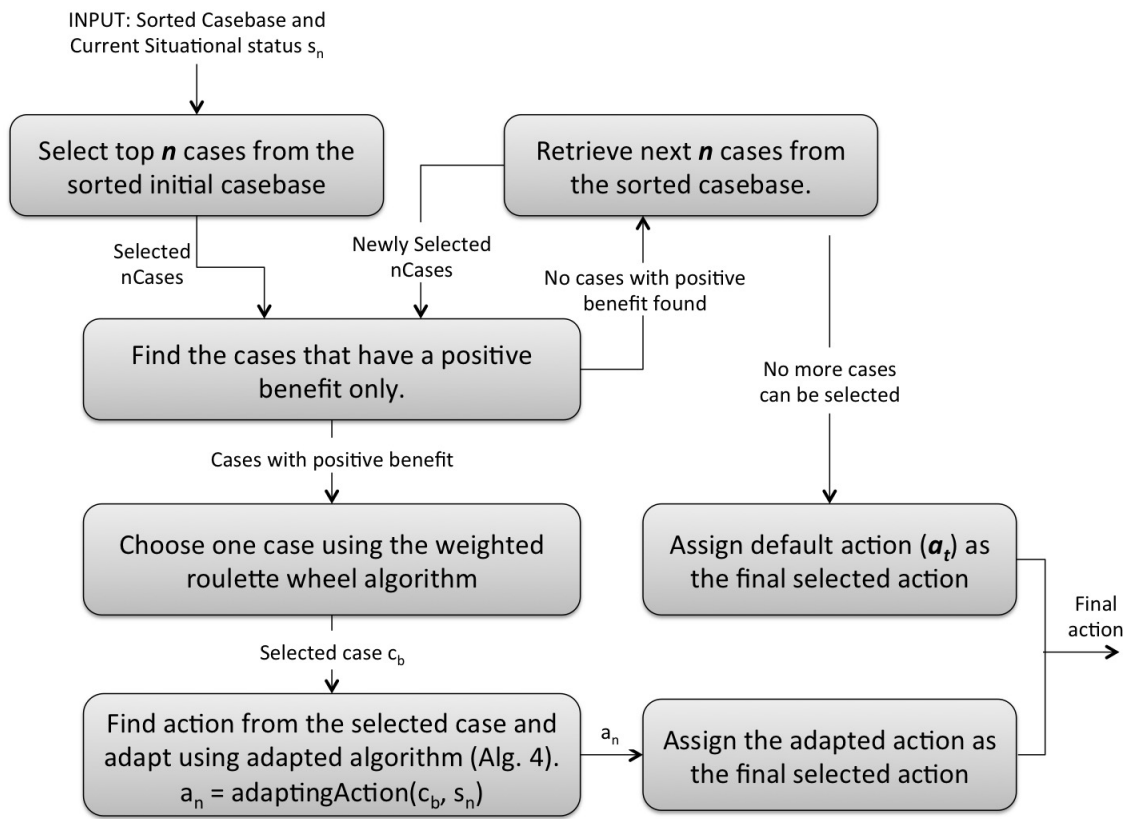 INPUT: Sorted Casebase and
Current Situational status sn
Select top n cases from the
sorted initial casebase
Retrieve next n cases from
the sorted casebase.
Selected
nCases
Newly Selected
nCases
No cases with positive
benefit found
Find the cases that have a positive
benefit only.
No more cases
can be selected
Cases with positive benefit
Choose one case using the weighted
roulette wheel algorithm
Assign default action (at) as
the final selected action
Final
action
Selected case cb
Find action from the selected case and
adapt using adapted algorithm (Alg. 4).
an = adaptingAction(cb, sn)
an
Assign the adapted action as
the final selected action